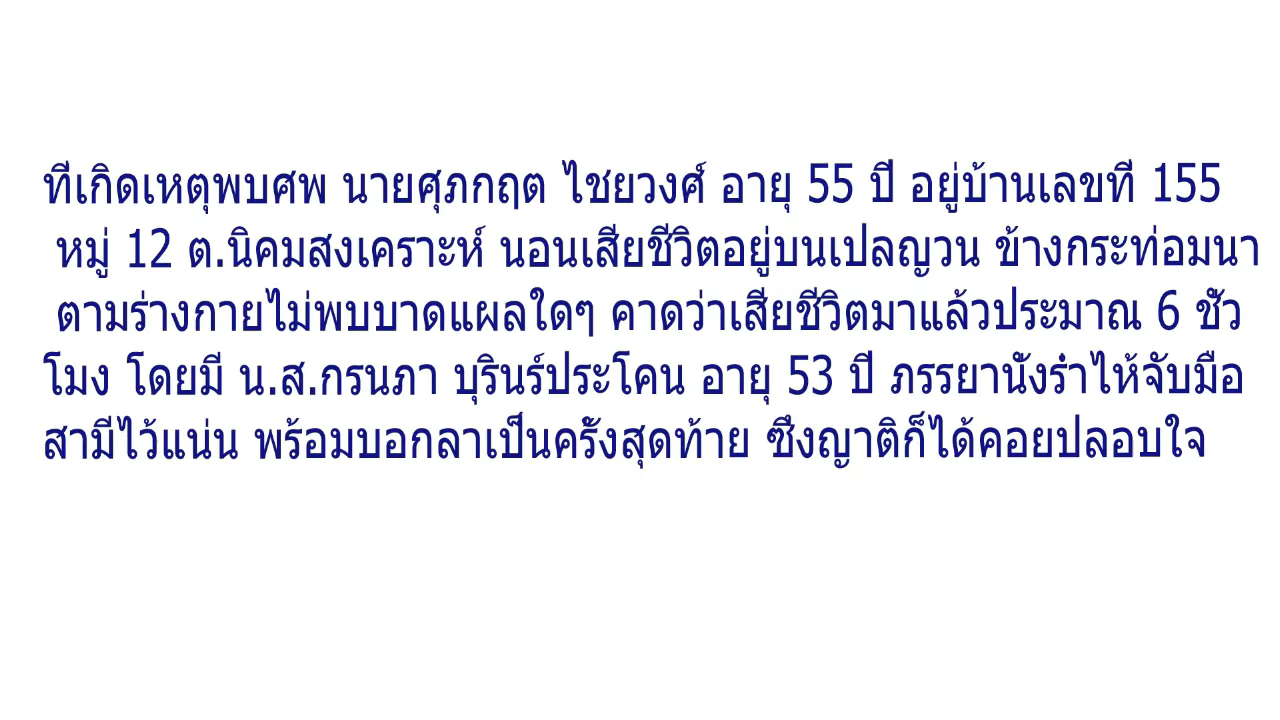 ที่เกิดเหตุพบศพ นายศุภกฤต ไชยวงศ์ อายุ 55 ปี อยู่บ้านเลขที่ 155
หมู่ 12 ต.นิคมสงเคราะห์ นอนเสียชีวิตอยู่บนเปลญวน ข้างกระท่อมนา
ตามร่างกายไม่พบบาดแผลใดๆ คาดว่าเสียชีวิตมาแล้วประมาณ 6 ชั่ว
โมง โดยมี น.ส.กรนภา บุรินร์ประโคน อายุ 53 ปี ภรรยานั่งร่ำไห้จับมือ
สามีไว้แน่น พร้อมบอกลาเป็นครั้งสุดท้าย ซึ่งญาติก็ได้คอยปลอบใจ